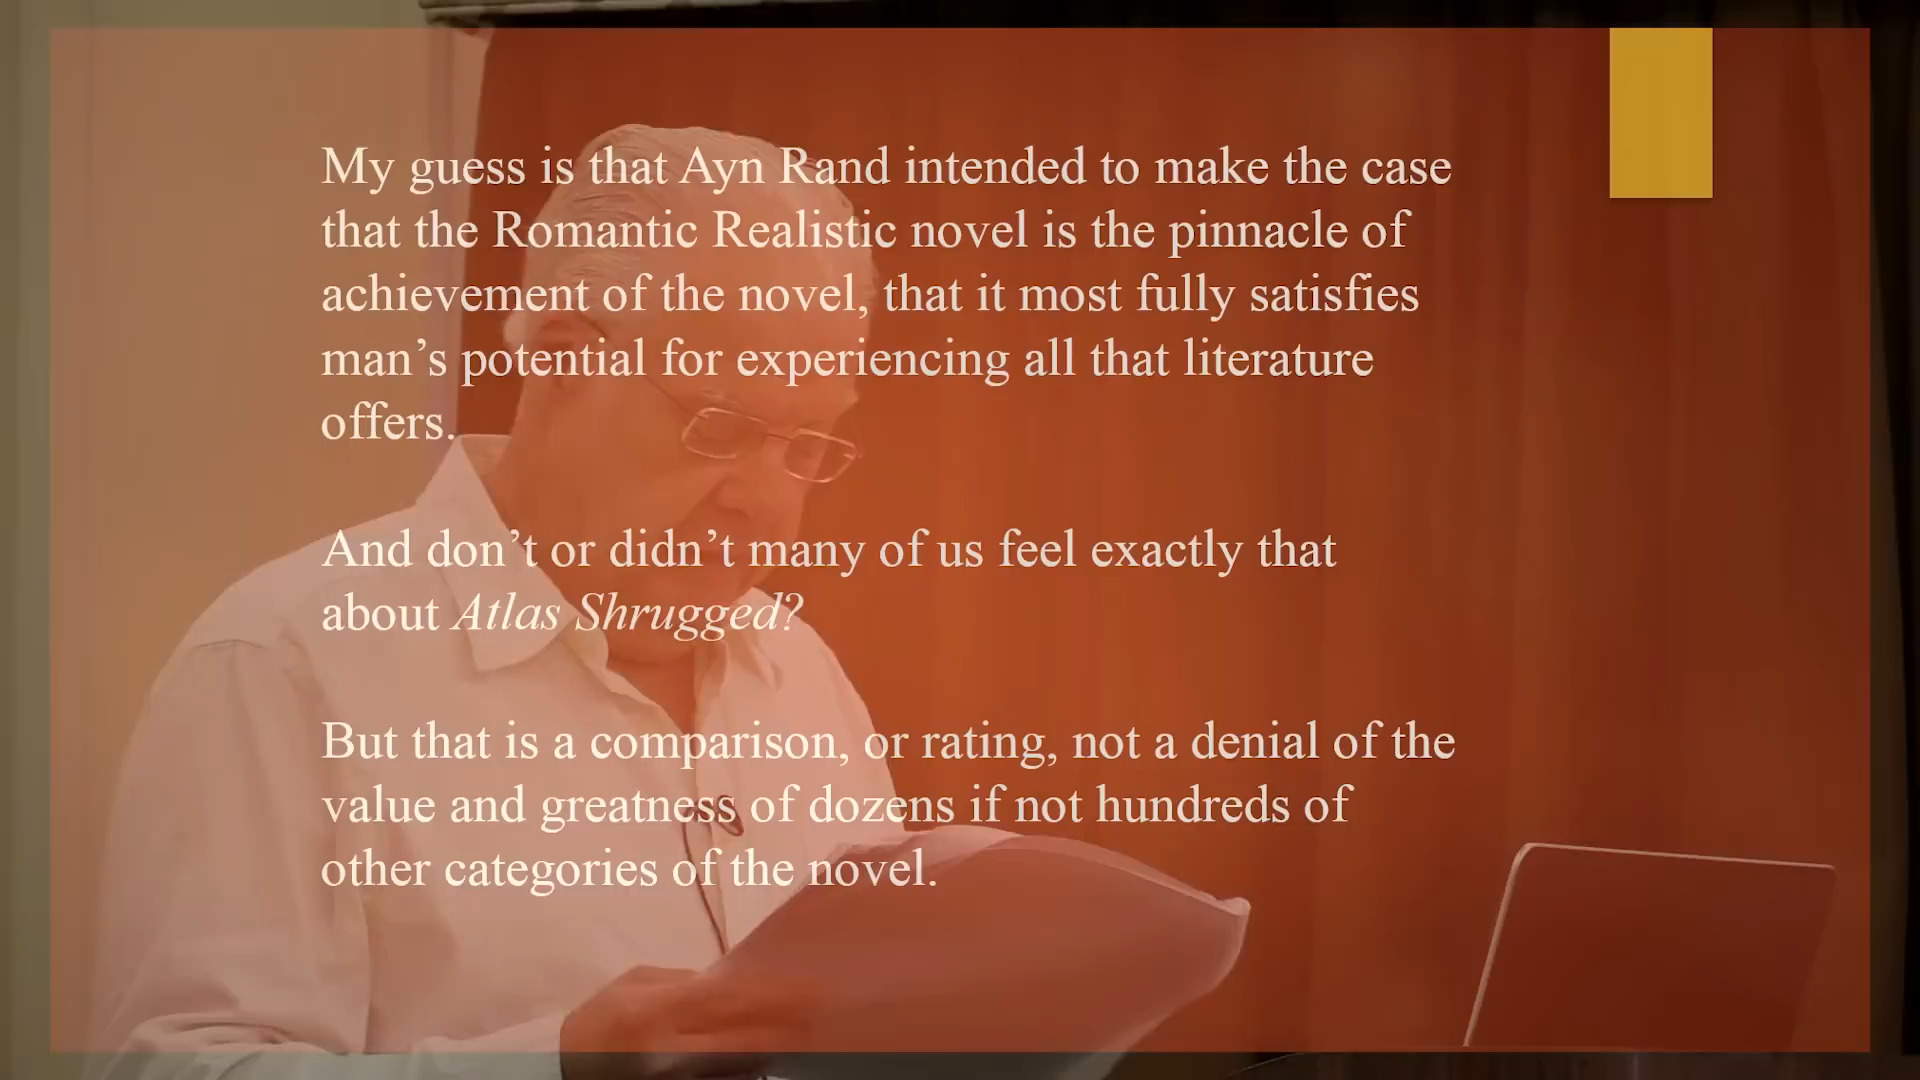 My guess is that Ayn Rand intended to make the case
that the Romantic Realistic novel is the pinnacle of
achievement of the novel, that it most fully satisfies
man’s potential for experiencing all that literature
offers.
And don’t or didn’t many of us feel exactly that
about Atlas Shrugged?
But that is a comparison, or rating, not a denial of the
value and greatness of dozens if not hundreds of
other categories of the novel.